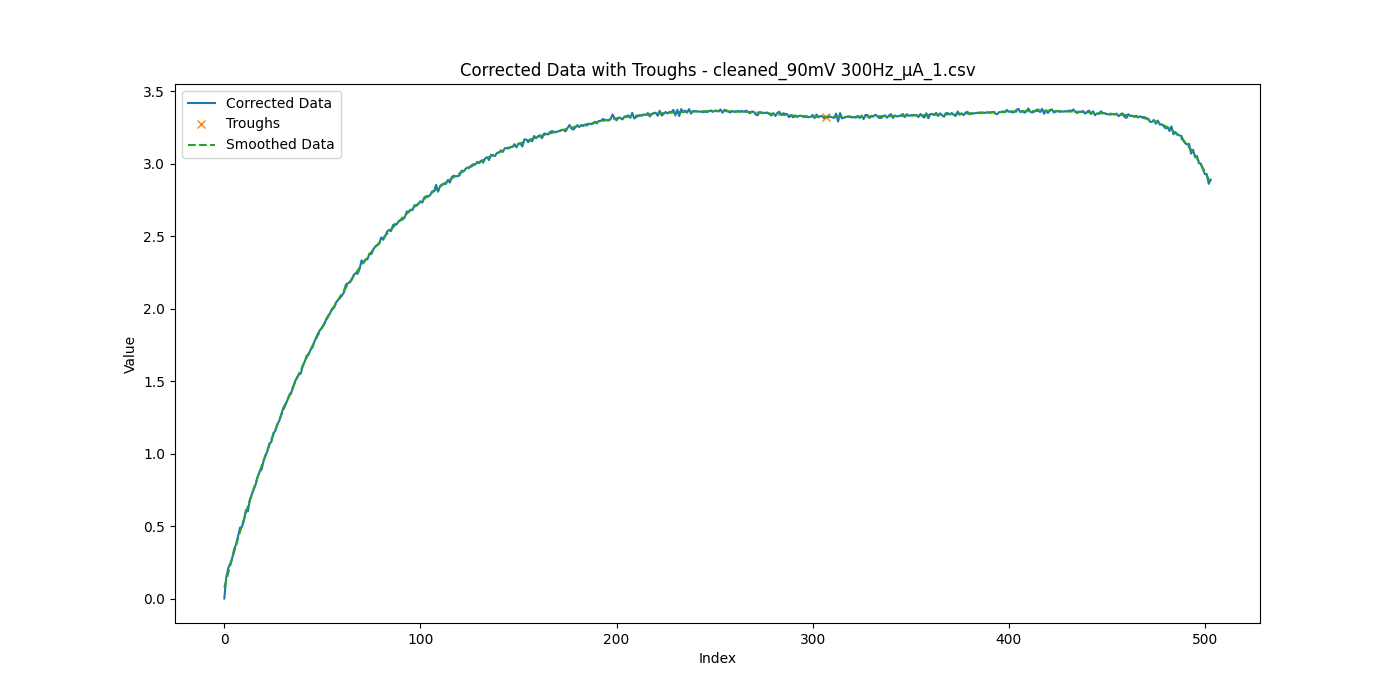 Corrected Data with Troughs - cleaned_90mV 300Hz_µA_1.csv
Corrected Data
Troughs
Smoothed Data
3.5
3.0
2.5
2.0
1.5
1.0
0.5
0.0
Value
0 100 200 300 400 500
Index